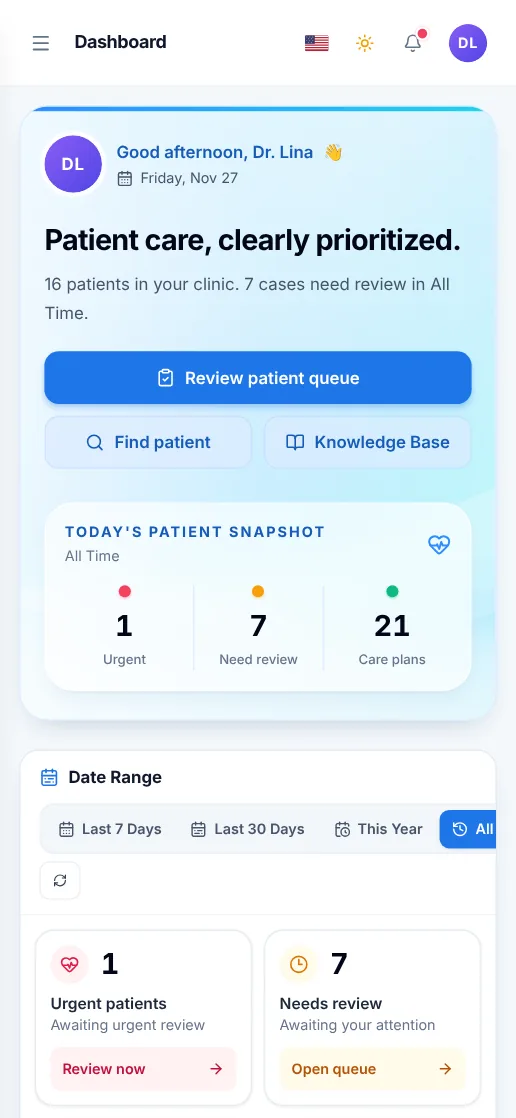 Dashboard
DL
DL
Good afternoon, Dr. Lina 👋
Friday, Nov 27
Patient care, clearly prioritized.
16 patients in your clinic. 7 cases need review in All
Time.
Review patient queue
Find patient
Knowledge Base
TODAY'S PATIENT SNAPSHOT
All Time
1
7
21
Urgent
Need review
Care plans
Date Range
Last 7 Days
Last 30 Days
This Year
All
1
Urgent patients
Awaiting urgent review
Review now
7
Needs review
Awaiting your attention
Open queue